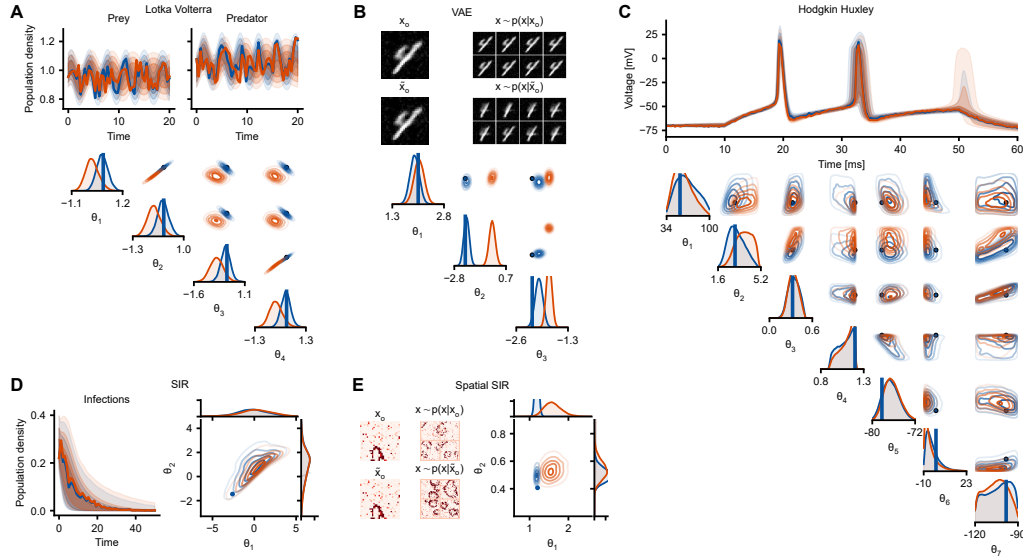 A
Lotka Volterra
Prey
Predator
Population density
1.2
1.0
0.8
0
10
20
0
10
20
Time
Time
-1.1
1.2
θ1
-1.3
1.0
θ2
-1.6
1.1
θ3
-1.3
1.3
θ4
B
VAE
xo
x ~ p(x|xo)
x̃o
x ~ p(x|x̃o)
1.3
2.8
θ1
-2.8
0.7
θ2
-2.6
-1.3
θ3
C
Hodgkin Huxley
Voltage [mV]
25
0
−25
−50
−75
0
10
20
30
40
50
60
Time [ms]
34
100
θ1
1.6
5.2
θ2
0.0
0.6
θ3
0.8
1.3
θ4
-80
-72
θ5
-10
23
θ6
-120
-90
θ7
D
SIR
Infections
Population density
0.4
0.2
0.0
0
20
40
Time
θ2
4
2
0
−2
−5
0
5
θ1
E
Spatial SIR
xo
x ~ p(x|xo)
x̃o
x ~ p(x|x̃o)
θ2
0.8
0.6
0.4
1
2
θ1